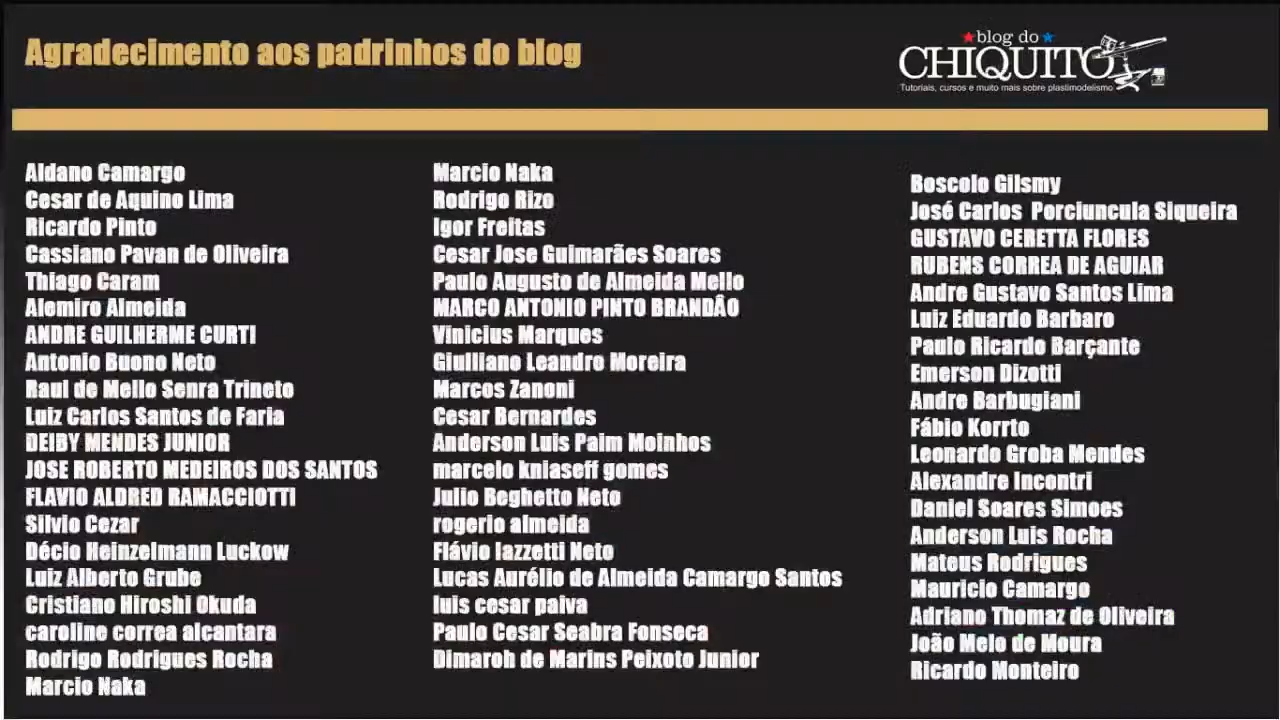 Agradecimento aos padrinhos do blog
blog do
CHIQUITO
Tutoriais, cursos e muito mais sobre plastimodelismo
Aldano Camargo
Cesar de Aquino Lima
Ricardo Pinto
Cassiano Pavan de Oliveira
Thiago Caram
Alemiro Almeida
ANDRE GUILHERME CURTI
Antonio Buono Neto
Raul de Mello Senra Trineto
Luiz Carlos Santos de Faria
DEIBY MENDES JUNIOR
JOSE ROBERTO MEDEIROS DOS SANTOS
FLAVIO ALDRED RAMACCIOTTI
Silvio Cezar
Décio Heinzelmann Luckow
Luiz Alberto Grube
Cristiano Hiroshi Okuda
caroline correa alcantara
Rodrigo Rodrigues Rocha
Marcio Naka
Marcio Naka
Rodrigo Rizo
Igor Freitas
Cesar Jose Guimarães Soares
Paulo Augusto de Almeida Mello
MARCO ANTONIO PINTO BRANDÂO
Vinicius Marques
Giulliano Leandro Moreira
Marcos Zanoni
Cesar Bernardes
Anderson Luis Paim Moinhos
marcelo kniaseff gomes
Julio Beghetto Neto
rogerio almeida
Flávio Iazzetti Neto
Lucas Aurélio de Almeida Camargo Santos
luis cesar paiva
Paulo Cesar Seabra Fonseca
Dimaroh de Marins Peixoto Junior
Boscolo Gilsmy
José Carlos  Porciuncula Siqueira
GUSTAVO CERETTA FLORES
RUBENS CORREA DE AGUIAR
Andre Gustavo Santos Lima
Luiz Eduardo Barbaro
Paulo Ricardo Barçante
Emerson Dizotti
Andre Barbugiani
Fábio Korrto
Leonardo Groba Mendes
Alexandre Incontri
Daniel Soares Simoes
Anderson Luis Rocha
Mateus Rodrigues
Mauricio Camargo
Adriano Thomaz de Oliveira
João Melo de Moura
Ricardo Monteiro